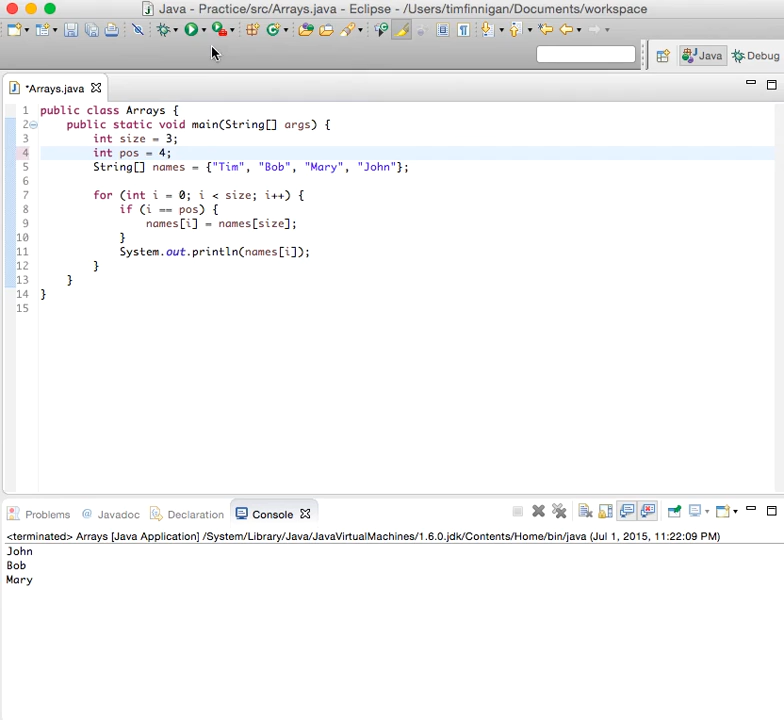 Java - Practice/src/Arrays.java - Eclipse - /Users/timfinnigan/Documents/workspace
Java Debug
*Arrays.java
1 public class Arrays {
2 public static void main(String[] args) {
3 int size = 3;
4 int pos = 4;
5 String[] names = {"Tim", "Bob", "Mary", "John"};
6
7 for (int i = 0; i < size; i++) {
8 if (i == pos) {
9 names[i] = names[size];
10 }
11 System.out.println(names[i]);
12 }
13 }
14 }
15
Problems @ Javadoc Declaration Console
<terminated> Arrays [Java Application] /System/Library/Java/JavaVirtualMachines/1.6.0.jdk/Contents/Home/bin/java (Jul 1, 2015, 11:22:09 PM)
John
Bob
Mary